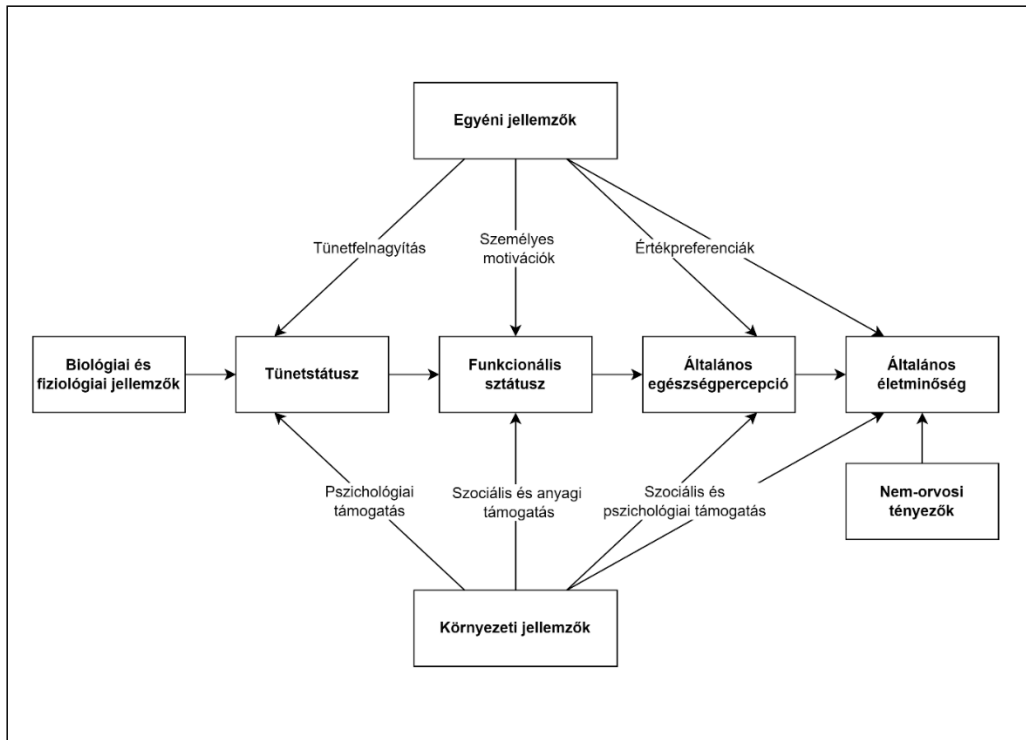 Egyéni jellemzők
Tünetfelnagyítás
Személyes
motivációk
Értékpreferenciák
Biológiai és
fiziológiai jellemzők
Tünetstátusz
Funkcionális
sztátusz
Általános
egészségpercepció
Általános
életminőség
Pszichológiai
támogatás
Szociális és anyagi
támogatás
Szociális és
pszichológiai támogatás
Nem-orvosi
tényezők
Környezeti jellemzők